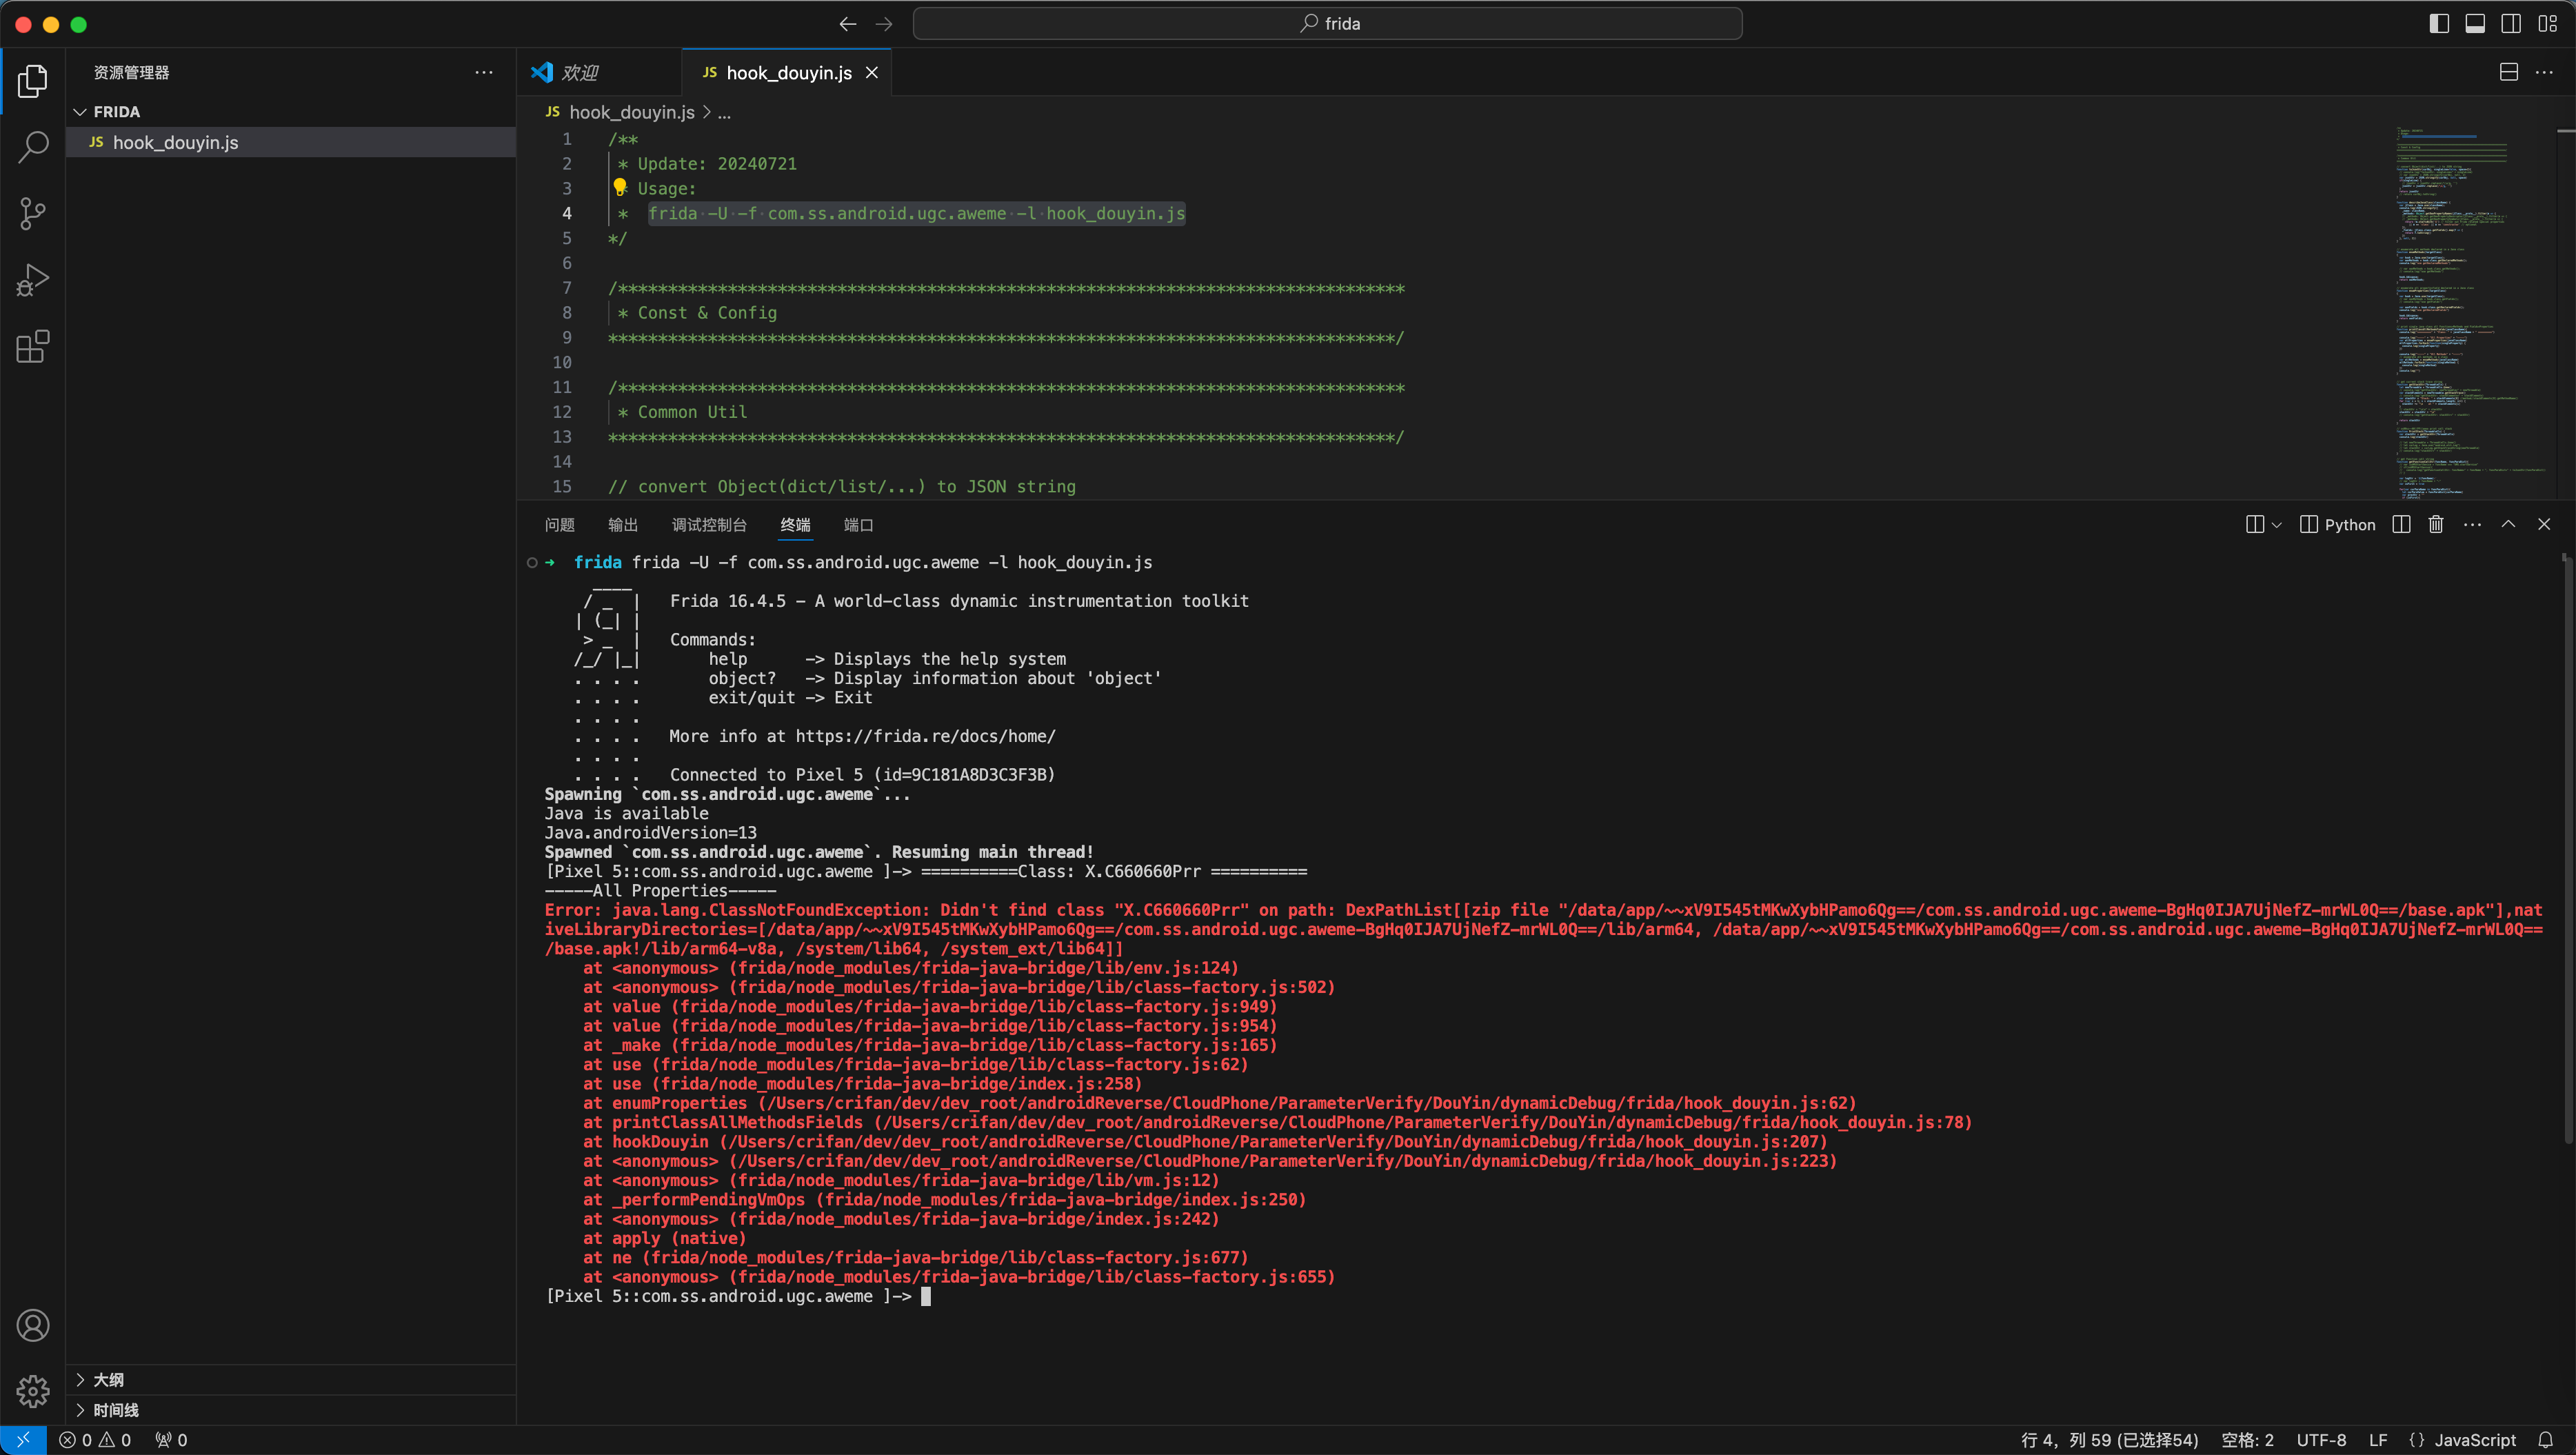 frida
资源管理器
FRIDA
JS hook_douyin.js
欢迎
JS hook_douyin.js
JS hook_douyin.js > ...
1 /**
2 * Update: 20240721
3 Usage:
4 * frida -U -f com.ss.android.ugc.aweme -l hook_douyin.js
5 */
6
7 /*******************************************************************************
8 * Const & Config
9 *******************************************************************************/
10
11 /*******************************************************************************
12 * Common Util
13 *******************************************************************************/
14
15 // convert Object(dict/list/...) to JSON string
问题 输出 调试控制台 终端 端口
Python
➜ frida frida -U -f com.ss.android.ugc.aweme -l hook_douyin.js
____
/ _ | Frida 16.4.5 - A world-class dynamic instrumentation toolkit
| (_| |
> _ | Commands:
/_/ |_| help -> Displays the help system
. . . . object? -> Display information about 'object'
. . . . exit/quit -> Exit
. . . .
. . . . More info at https://frida.re/docs/home/
. . . .
. . . . Connected to Pixel 5 (id=9C181A8D3C3F3B)
Spawning `com.ss.android.ugc.aweme`...
Java is available
Java.androidVersion=13
Spawned `com.ss.android.ugc.aweme`. Resuming main thread!
[Pixel 5::com.ss.android.ugc.aweme ]-> ==========Class: X.C660660Prr ==========
-----All Properties-----
Error: java.lang.ClassNotFoundException: Didn't find class "X.C660660Prr" on path: DexPathList[[zip file "/data/app/~~xV9I545tMKwXybHPamo6Qg==/com.ss.android.ugc.aweme-BgHq0IJA7UjNefZ-mrWL0Q==/base.apk"],nat
iveLibraryDirectories=[/data/app/~~xV9I545tMKwXybHPamo6Qg==/com.ss.android.ugc.aweme-BgHq0IJA7UjNefZ-mrWL0Q==/lib/arm64, /data/app/~~xV9I545tMKwXybHPamo6Qg==/com.ss.android.ugc.aweme-BgHq0IJA7UjNefZ-mrWL0Q==
/base.apk!/lib/arm64-v8a, /system/lib64, /system_ext/lib64]]
at <anonymous> (frida/node_modules/frida-java-bridge/lib/env.js:124)
at <anonymous> (frida/node_modules/frida-java-bridge/lib/class-factory.js:502)
at value (frida/node_modules/frida-java-bridge/lib/class-factory.js:949)
at value (frida/node_modules/frida-java-bridge/lib/class-factory.js:954)
at _make (frida/node_modules/frida-java-bridge/lib/class-factory.js:165)
at use (frida/node_modules/frida-java-bridge/lib/class-factory.js:62)
at use (frida/node_modules/frida-java-bridge/index.js:258)
at enumProperties (/Users/crifan/dev/dev_root/androidReverse/CloudPhone/ParameterVerify/DouYin/dynamicDebug/frida/hook_douyin.js:62)
at printClassAllMethodsFields (/Users/crifan/dev/dev_root/androidReverse/CloudPhone/ParameterVerify/DouYin/dynamicDebug/frida/hook_douyin.js:78)
at hookDouyin (/Users/crifan/dev/dev_root/androidReverse/CloudPhone/ParameterVerify/DouYin/dynamicDebug/frida/hook_douyin.js:207)
at <anonymous> (/Users/crifan/dev/dev_root/androidReverse/CloudPhone/ParameterVerify/DouYin/dynamicDebug/frida/hook_douyin.js:223)
at <anonymous> (frida/node_modules/frida-java-bridge/lib/vm.js:12)
at _performPendingVmOps (frida/node_modules/frida-java-bridge/index.js:250)
at <anonymous> (frida/node_modules/frida-java-bridge/index.js:242)
at apply (native)
at ne (frida/node_modules/frida-java-bridge/lib/class-factory.js:677)
at <anonymous> (frida/node_modules/frida-java-bridge/lib/class-factory.js:655)
[Pixel 5::com.ss.android.ugc.aweme ]->
大纲
时间线
0 0 0
行 4，列 59 (已选择54) 空格: 2 UTF-8 LF {} JavaScript